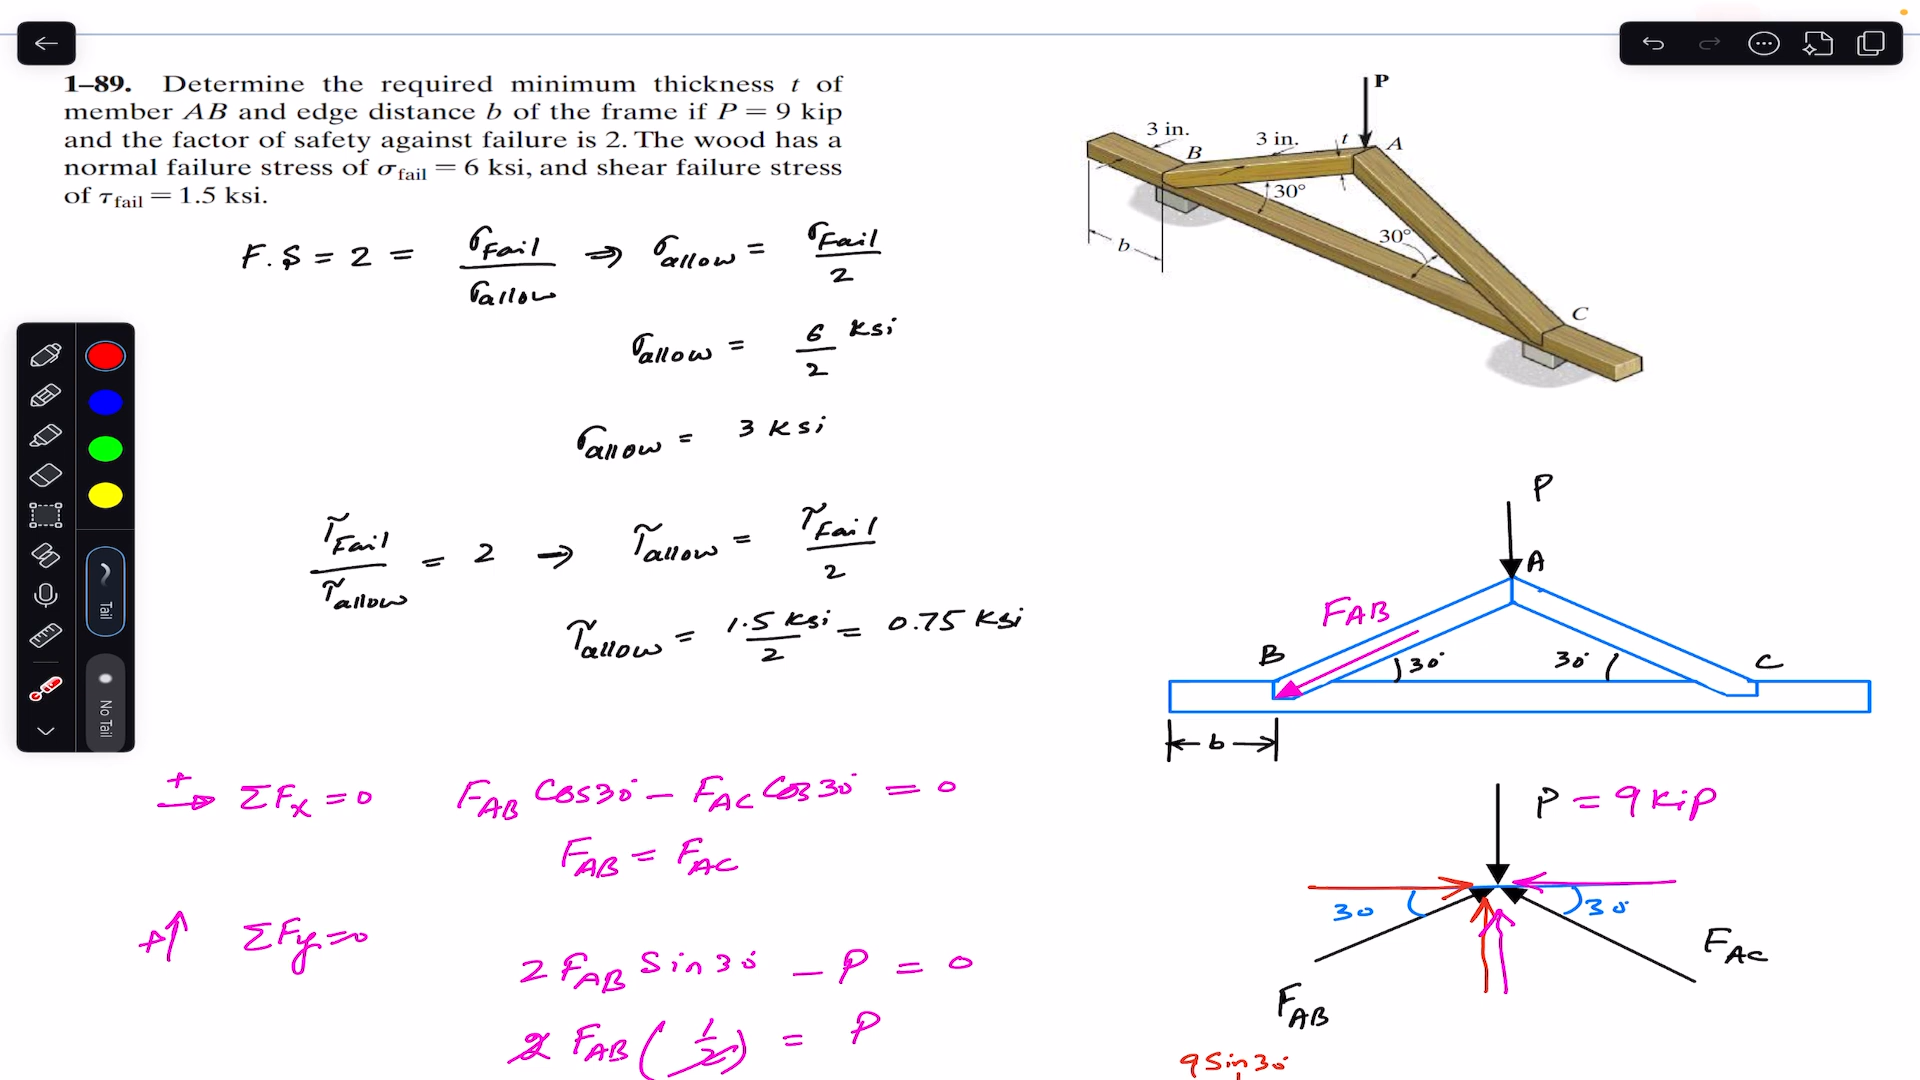 1–89. Determine the required minimum thickness t of
member AB and edge distance b of the frame if P = 9 kip
and the factor of safety against failure is 2. The wood has a
normal failure stress of σfail = 6 ksi, and shear failure stress
of τfail = 1.5 ksi.
P
3 in.
3 in.
t
A
B
30°
30°
b
C
F.S = 2 = σFail / σallow ⇒ σallow = σFail / 2
σallow = 6/2 ksi
σallow = 3 ksi
τFail / τallow = 2 → τallow = τFail / 2
τallow = 1.5 ksi / 2 = 0.75 ksi
P
A
FAB
B
30°
30°
C
b
+→ ΣFx = 0 FAB Cos30° − FAC Cos30° = 0
FAB = FAC
+↑ ΣFy = 0
2 FAB Sin30° − P = 0
2 FAB (1/2) = P
P = 9 kip
30
30°
FAC
FAB
9 Sin30°
Tail
No Tail